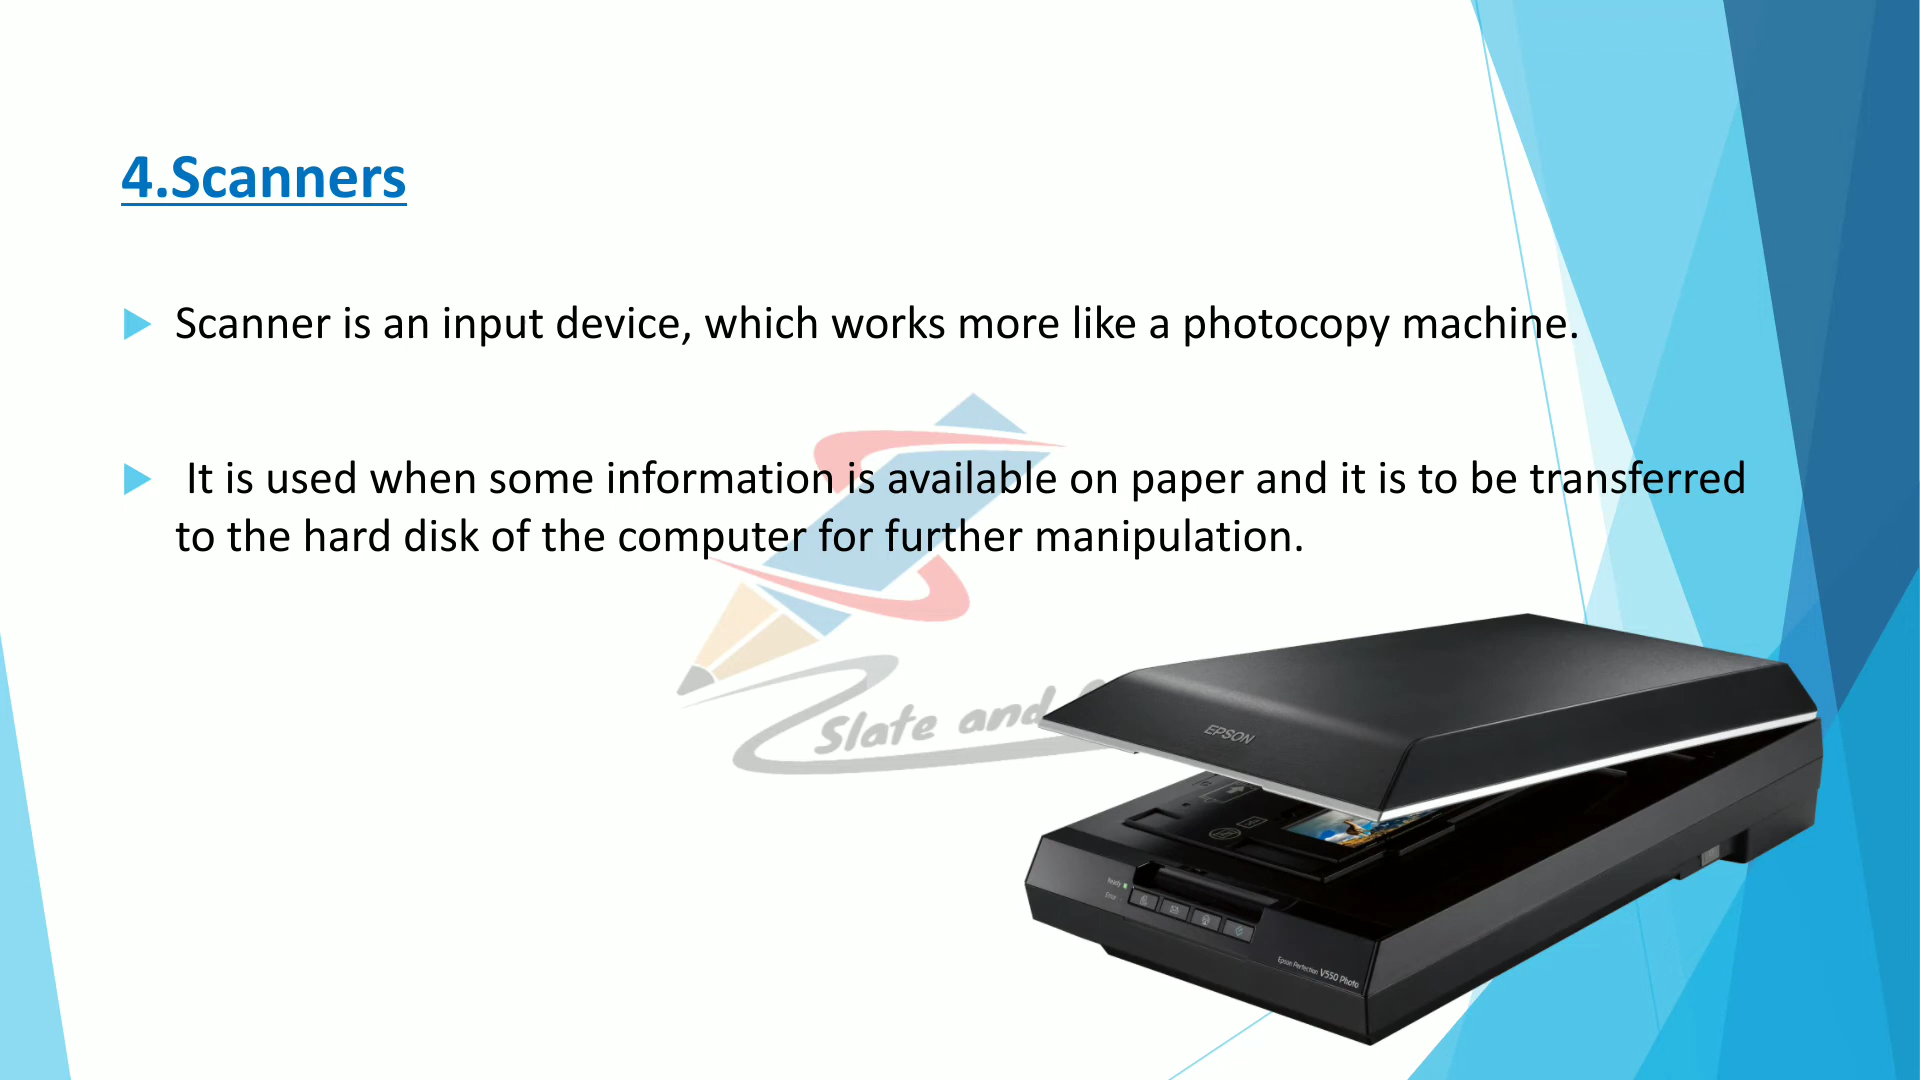 4.Scanners
Scanner is an input device, which works more like a photocopy machine.
It is used when some information is available on paper and it is to be transferred
to the hard disk of the computer for further manipulation.
Slate and
EPSON
Ready
Error
Epson Perfection V550 Photo